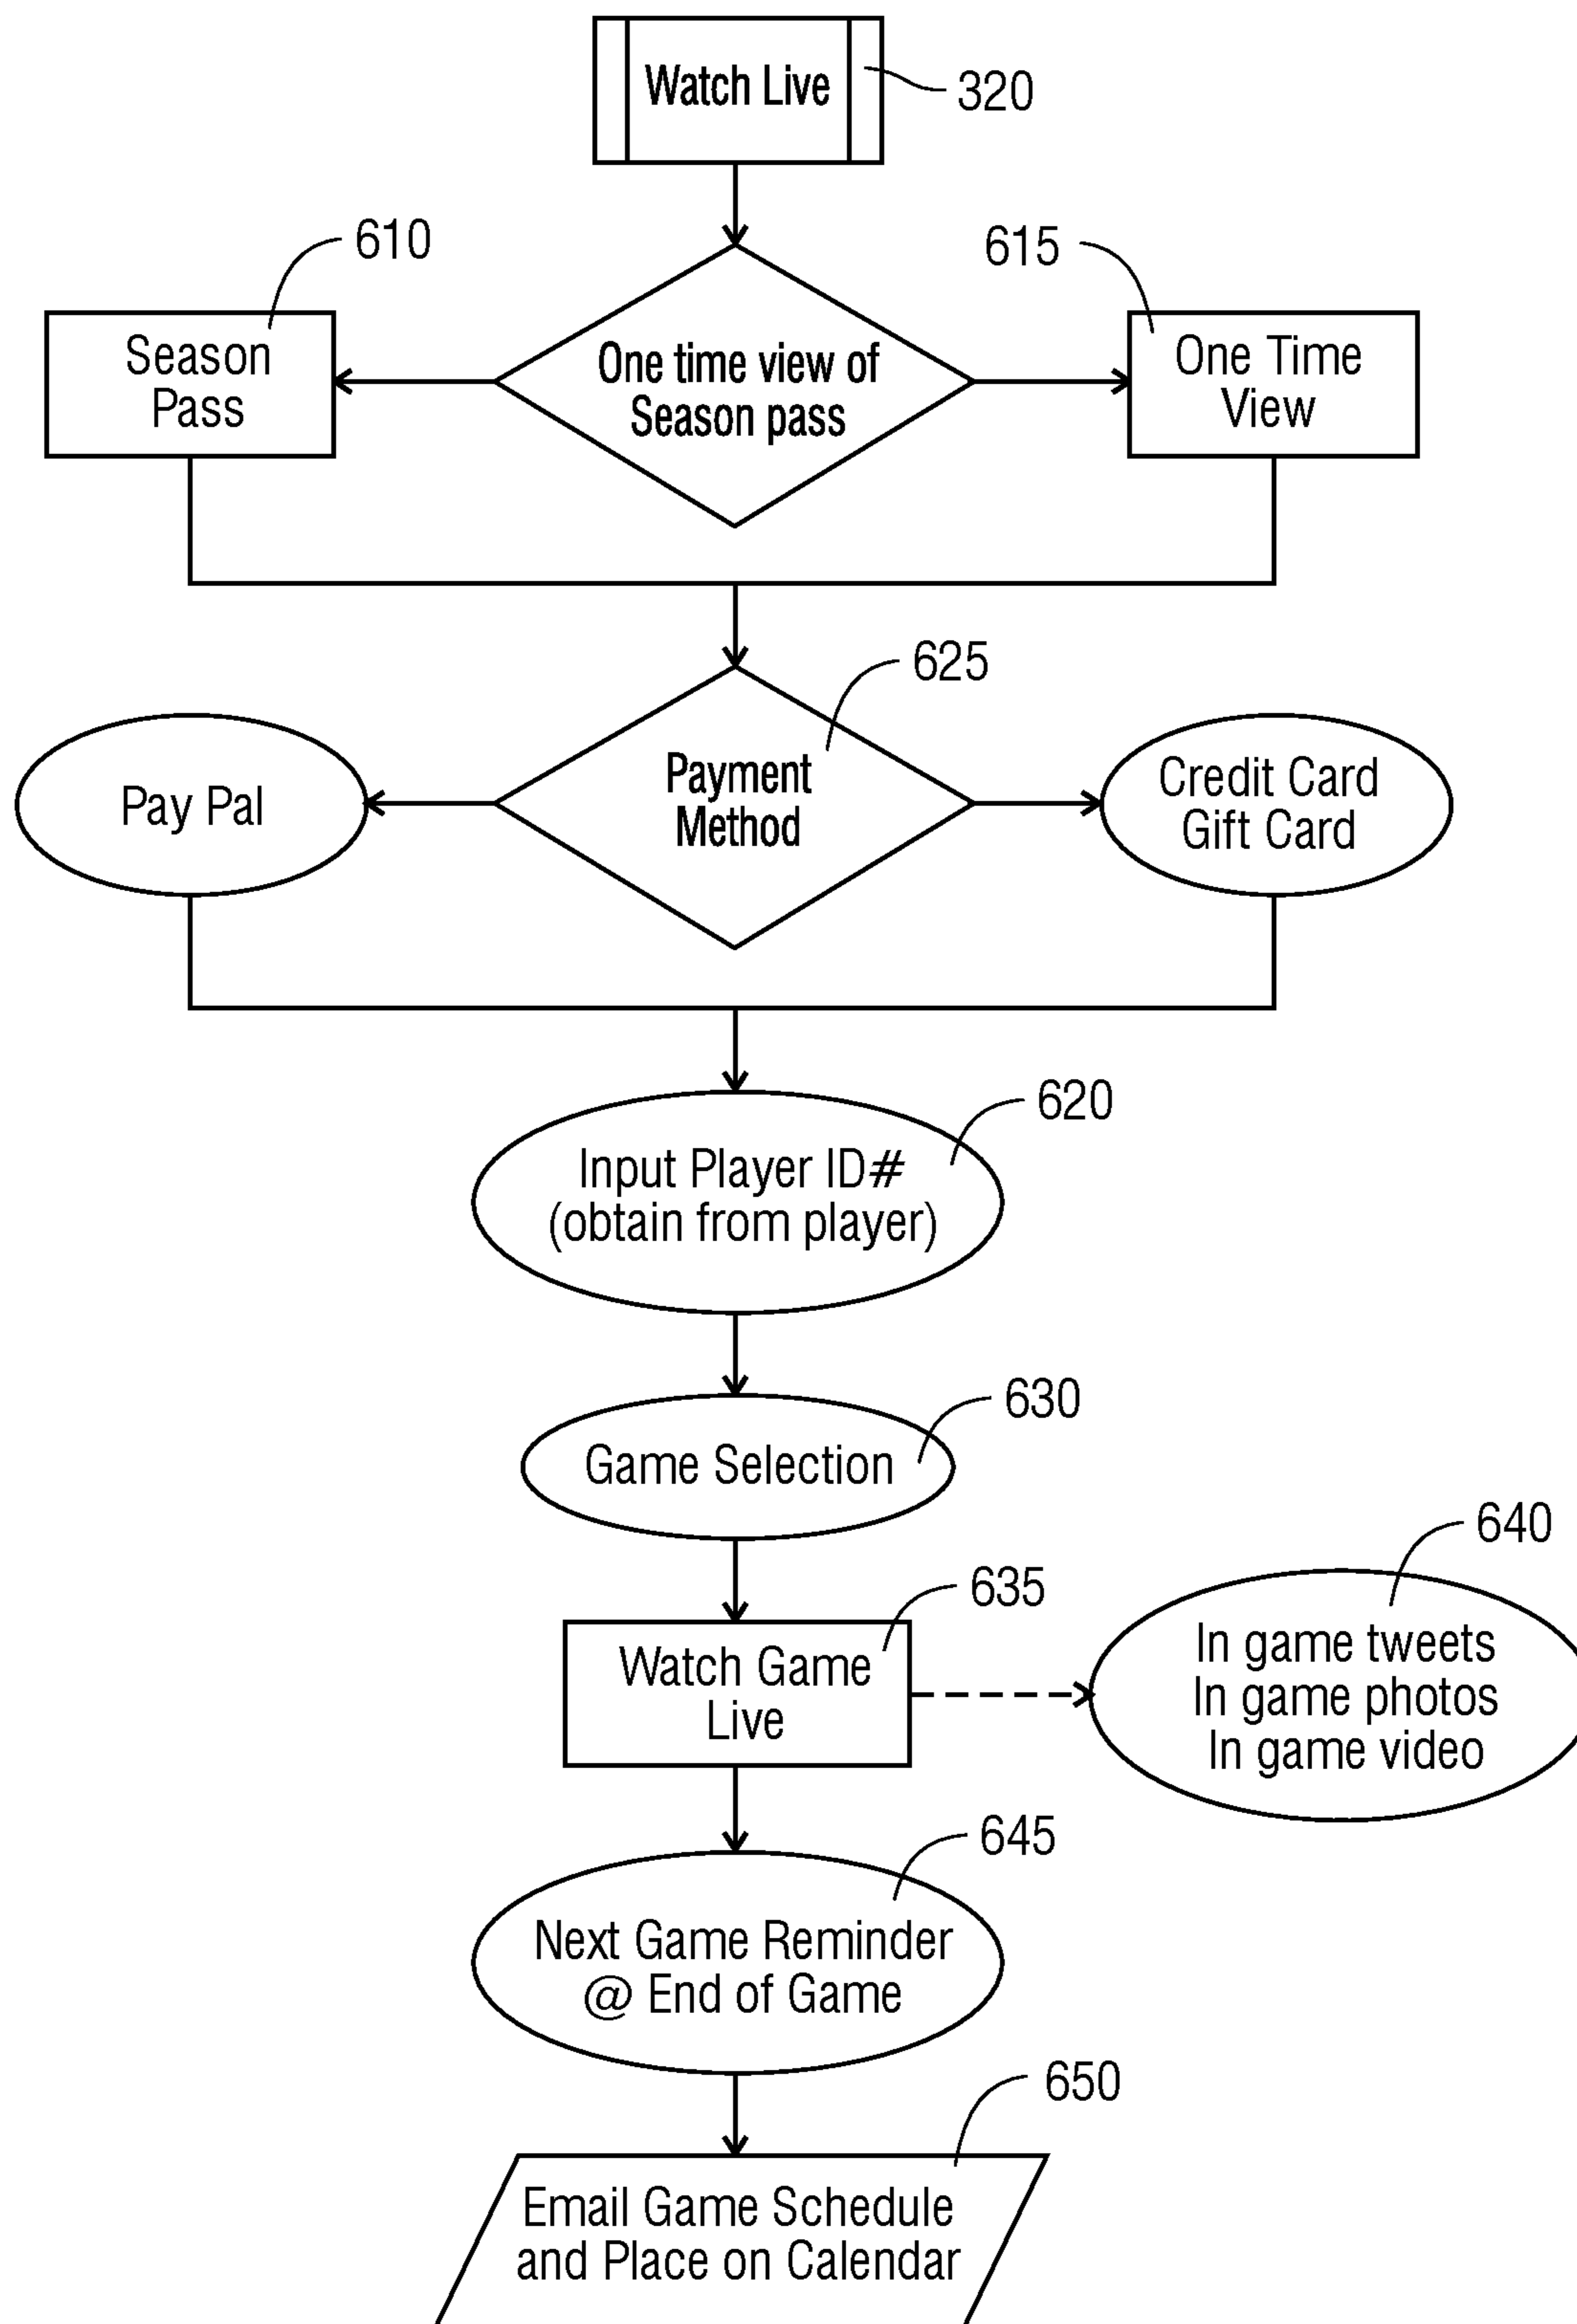 Watch Live
320
610
615
Season
Pass
One time view of
Season pass
One Time
View
625
Pay Pal
Payment
Method
Credit Card
Gift Card
620
Input Player ID#
(obtain from player)
630
Game Selection
640
635
Watch Game
Live
In game tweets
In game photos
In game video
645
Next Game Reminder
@ End of Game
650
Email Game Schedule
and Place on Calendar